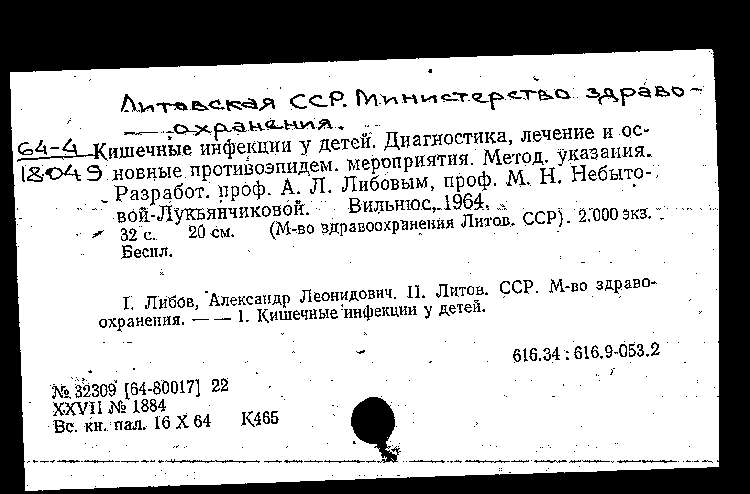 Литовская ССР. Министерство здраво-
охранения.
64-4
18049
Кишечные инфекции у детей. Диагностика, лечение и ос-
новные противоэпидем. мероприятия. Метод. указания.
Разработ. проф. А. Л. Либовым, проф. М. Н. Небыто-
вой-Лукьянчиковой. Вильнюс, 1964.
32 с. 20 см. (М-во здравоохранения Литов. ССР). 2.000 экз.
Беспл.
I. Либов, Александр Леонидович. II. Литов. ССР. М-во здраво-
охранения. — — 1. Кишечные инфекции у детей.
616.34 : 616.9-053.2
№ 32309 [64-80017] 22
XXVII № 1884
Вс. кн. пал. 16 X 64 К465